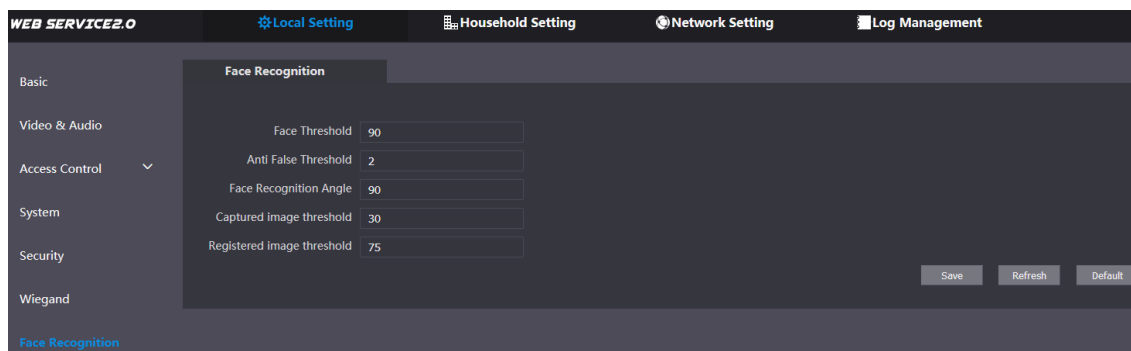 WEB SERVICE2.0 Local Setting Household Setting Network Setting Log Management
Basic
Video & Audio
Access Control
System
Security
Wiegand
Face Recognition
Face Recognition
Face Threshold 90
Anti False Threshold 2
Face Recognition Angle 90
Captured image threshold 30
Registered image threshold 75
Save Refresh Default